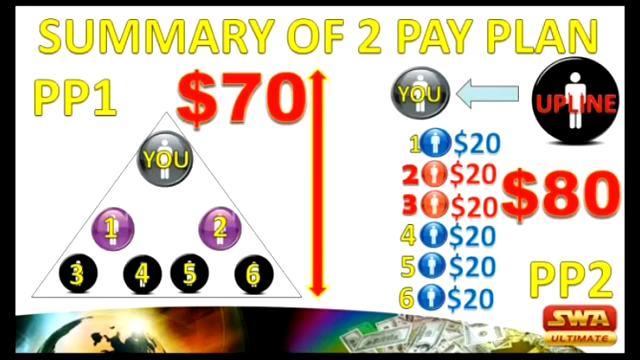 SUMMARY OF 2 PAY PLAN
PP1
$70
YOU
1
2
3
4
5
6
YOU
UPLINE
1 $20
2 $20
3 $20
4 $20
5 $20
6 $20
$80
PP2
SWA
ULTIMATE